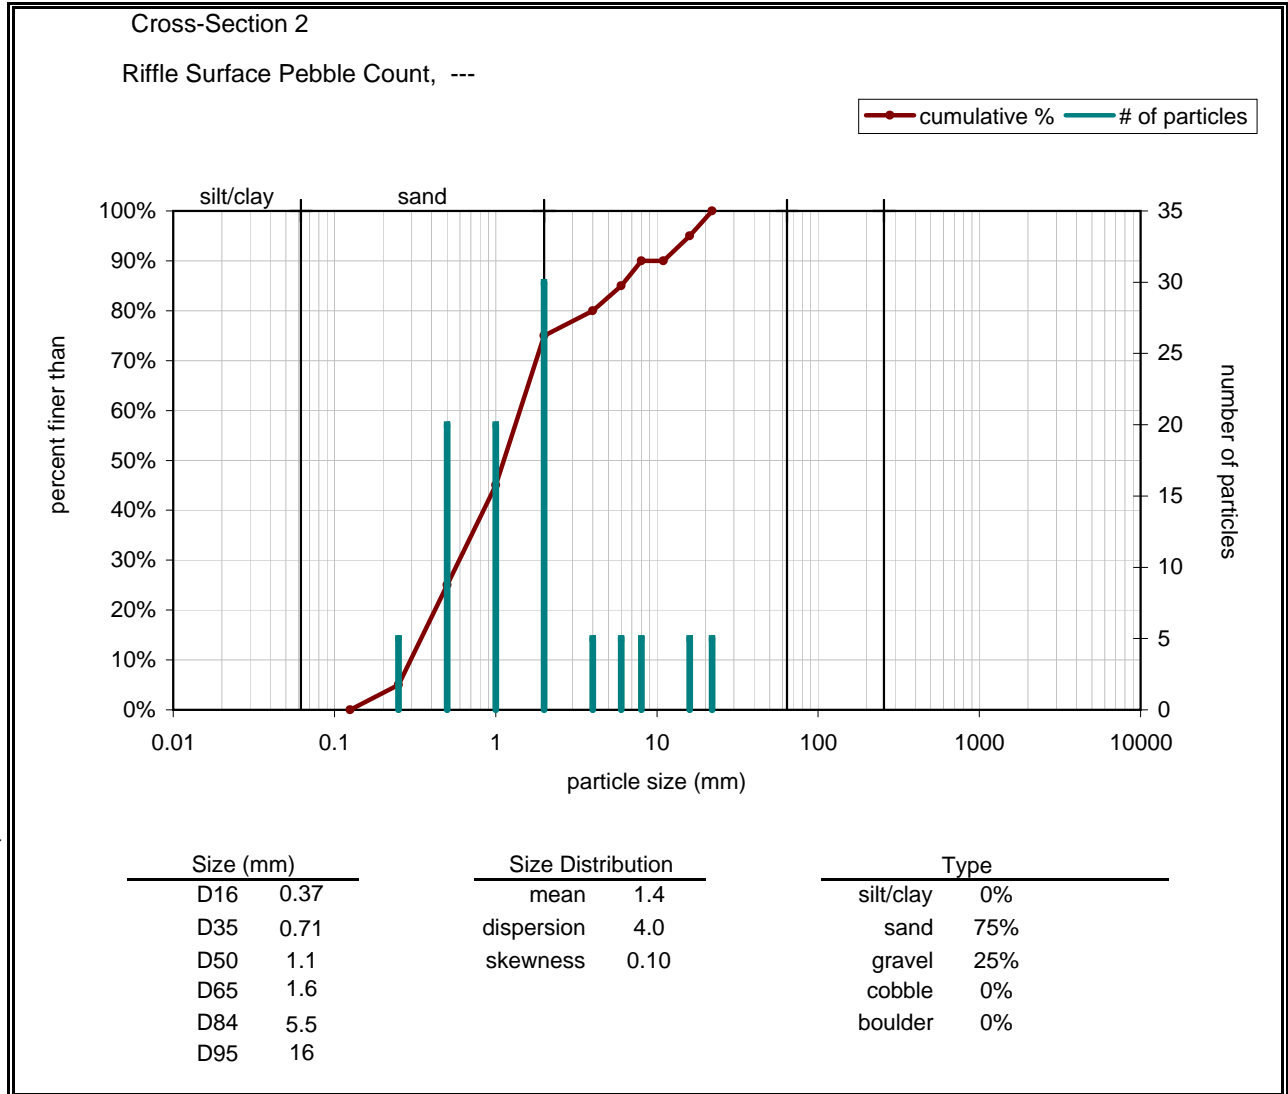 Cross-Section 2
Riffle Surface Pebble Count, ---
cumulative % # of particles
silt/clay sand
100% 35
90%
30
80%
25
70%
60%
20
50%
15
40%
30%
10
20%
5
10%
0% 0
percent finer than
number of particles
0.01 0.1 1 10 100 1000 10000
particle size (mm)
Size (mm) Size Distribution Type
D16 0.37 mean 1.4 silt/clay 0%
D35 0.71 dispersion 4.0 sand 75%
D50 1.1 skewness 0.10 gravel 25%
D65 1.6 cobble 0%
D84 5.5 boulder 0%
D95 16